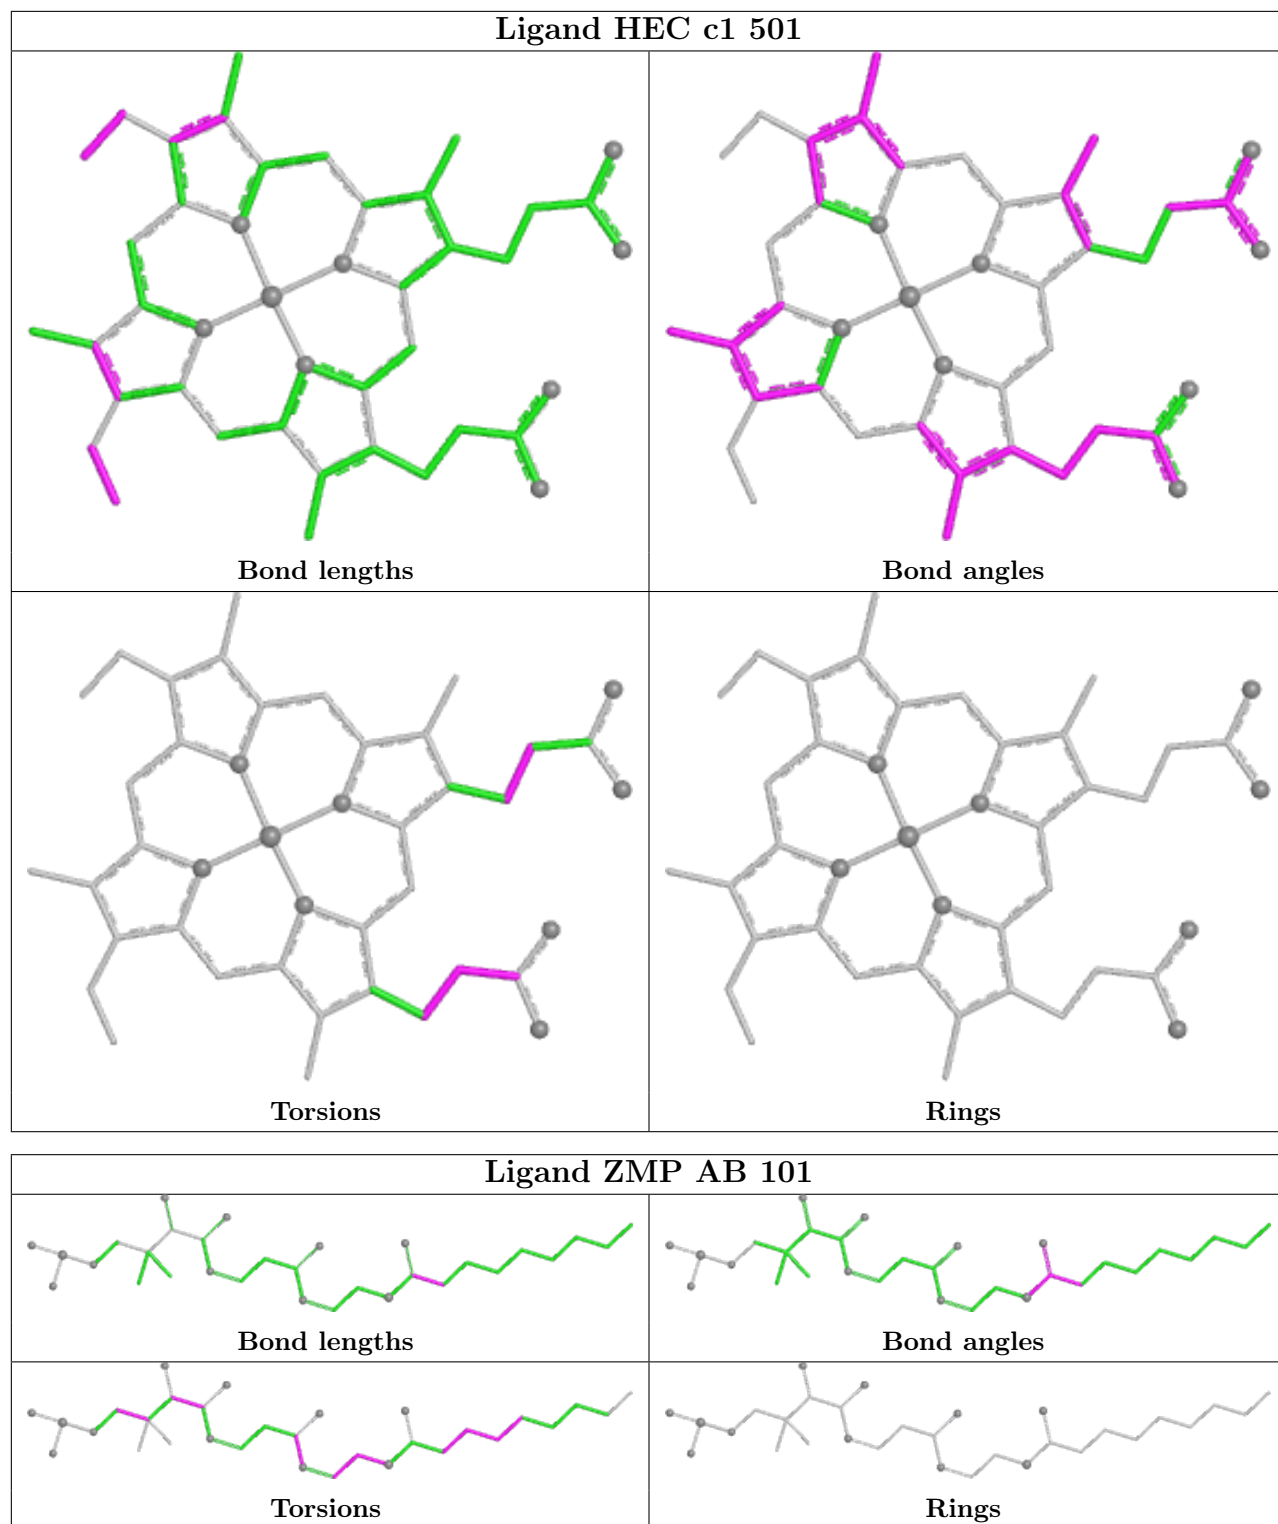 Ligand HEC c1 501
Bond lengths
Bond angles
Torsions
Rings
Ligand ZMP AB 101
Bond lengths
Bond angles
Torsions
Rings